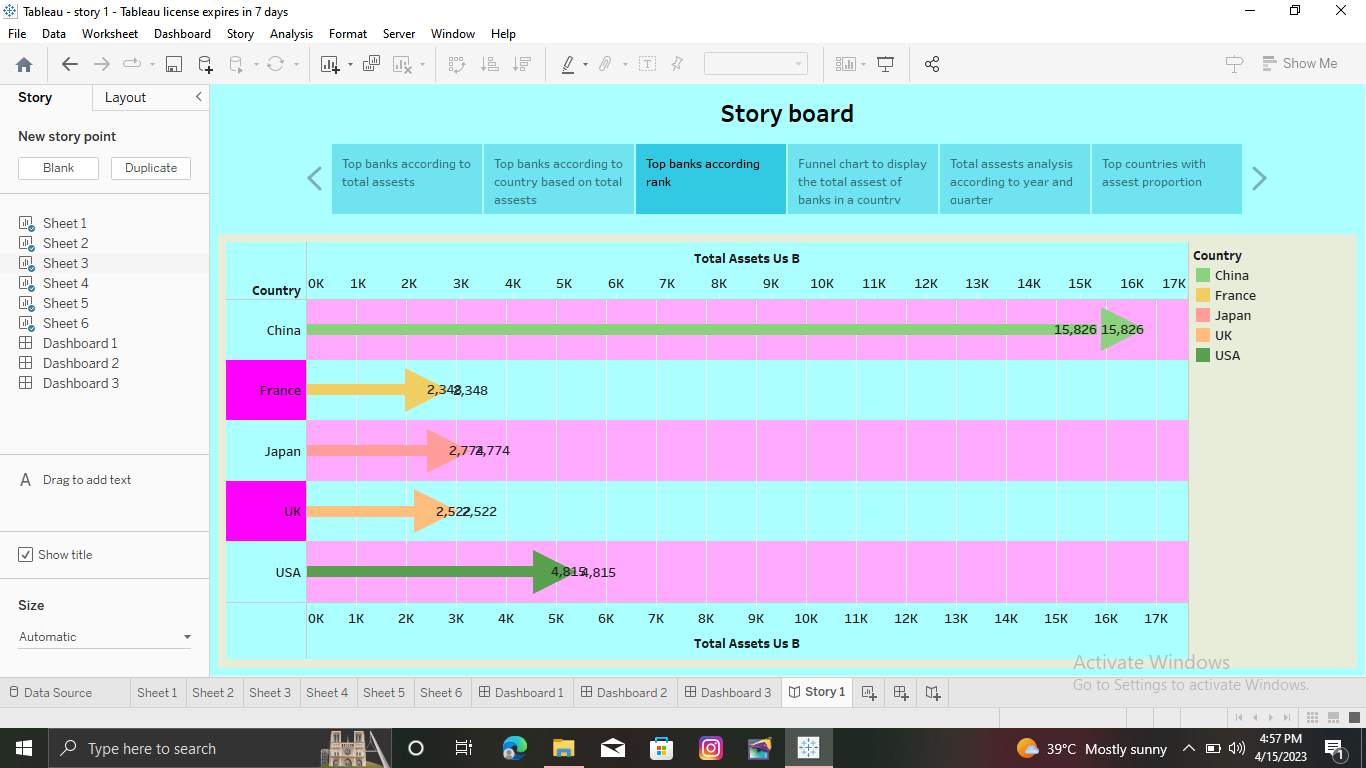 Tableau - story 1 - Tableau license expires in 7 days
File Data Worksheet Dashboard Story Analysis Format Server Window Help
Show Me
Story Layout
New story point
Blank Duplicate
Sheet 1
Sheet 2
Sheet 3
Sheet 4
Sheet 5
Sheet 6
Dashboard 1
Dashboard 2
Dashboard 3
A Drag to add text
Show title
Size
Automatic
Story board
Top banks according to
total assests
Top banks according to
country based on total
assests
Top banks according
rank
Funnel chart to display
the total assest of
banks in a country
Total assests analysis
according to year and
quarter
Top countries with
assest proportion
Total Assets Us B
Country
0K 1K 2K 3K 4K 5K 6K 7K 8K 9K 10K 11K 12K 13K 14K 15K 16K 17K
China 15,826 15,826
France 2,348 2,348
Japan 2,774 2,774
UK 2,522 2,522
USA 4,815 4,815
0K 1K 2K 3K 4K 5K 6K 7K 8K 9K 10K 11K 12K 13K 14K 15K 16K 17K
Total Assets Us B
Country
China
France
Japan
UK
USA
Activate Windows
Go to Settings to activate Windows.
Data Source Sheet 1 Sheet 2 Sheet 3 Sheet 4 Sheet 5 Sheet 6 Dashboard 1 Dashboard 2 Dashboard 3 Story 1
Type here to search
39°C Mostly sunny
4:57 PM
4/15/2023
1